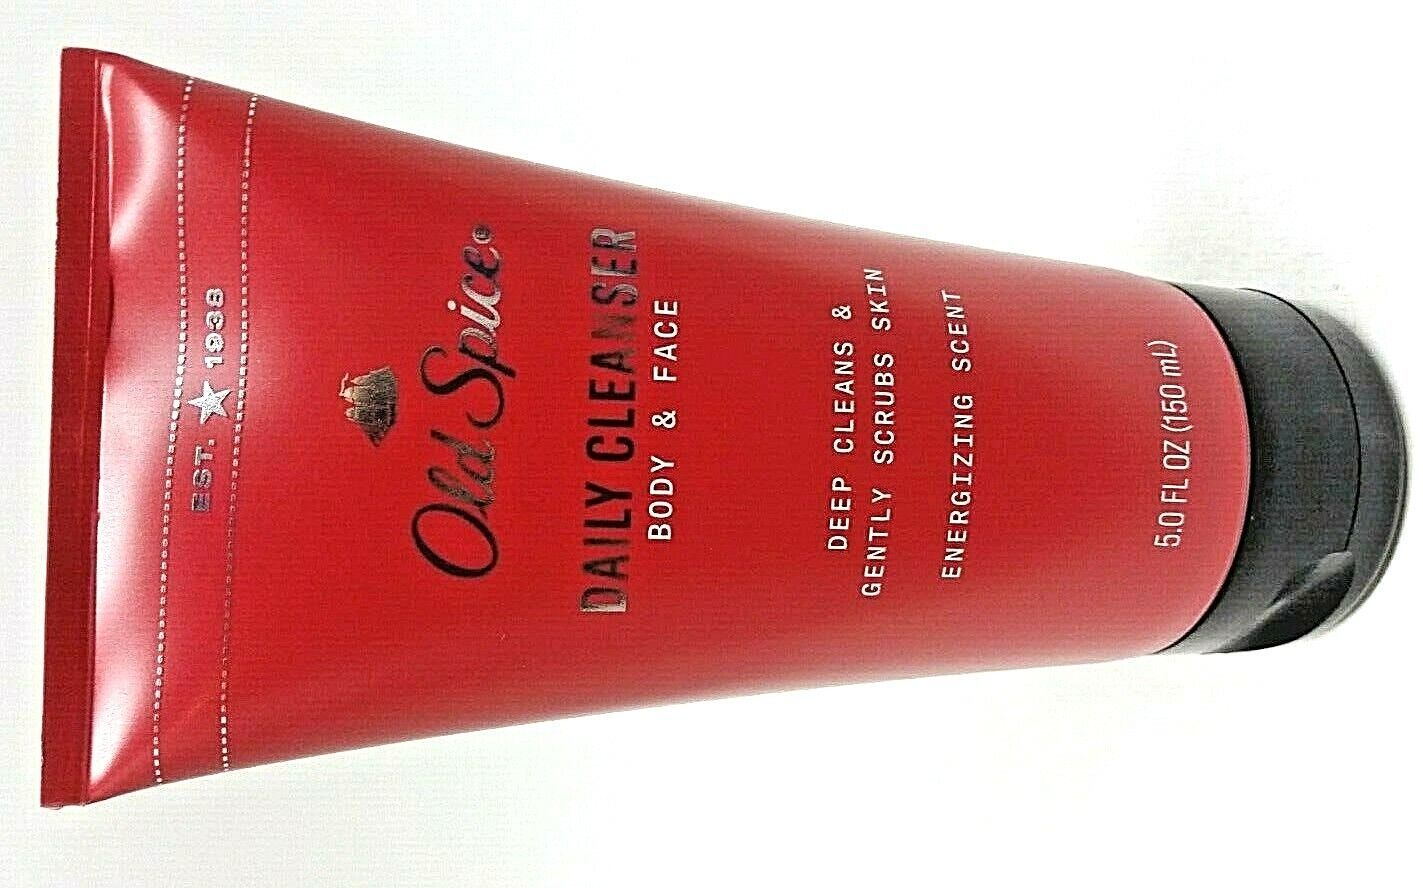 EST. ★ 1938
Old Spice®
DAILY CLEANSER
BODY & FACE
DEEP CLEANS &
GENTLY SCRUBS SKIN
ENERGIZING SCENT
5.0 FL OZ (150 mL)